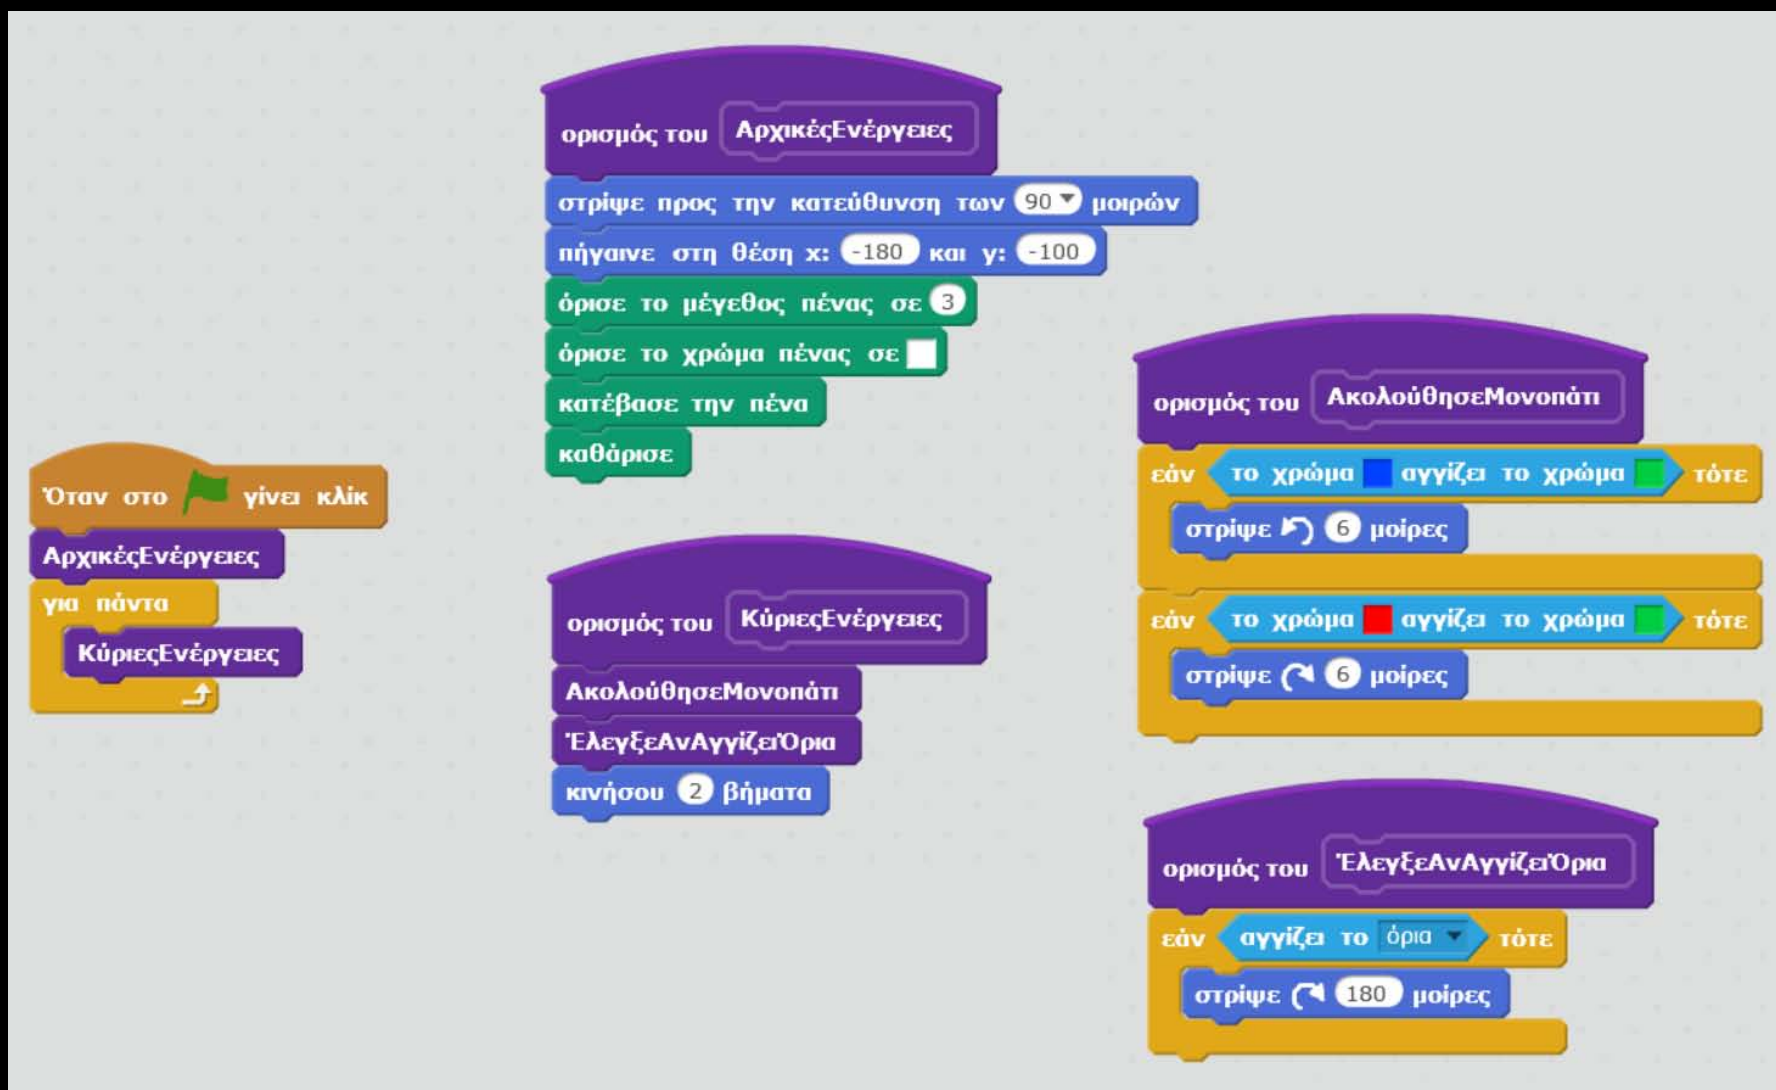 Όταν στο γίνει κλίκ
ΑρχικέςΕνέργειες
για πάντα
ΚύριεςΕνέργειες
ορισμός του ΑρχικέςΕνέργειες
στρίψε προς την κατεύθυνση των 90 μοιρών
πήγαινε στη θέση x: -180 και y: -100
όρισε το μέγεθος πένας σε 3
όρισε το χρώμα πένας σε
κατέβασε την πένα
καθάρισε
ορισμός του ΚύριεςΕνέργειες
ΑκολούθησεΜονοπάτι
ΈλεγξεΑνΑγγίζειΌρια
κινήσου 2 βήματα
ορισμός του ΑκολούθησεΜονοπάτι
εάν το χρώμα αγγίζει το χρώμα τότε
στρίψε 6 μοίρες
εάν το χρώμα αγγίζει το χρώμα τότε
στρίψε 6 μοίρες
ορισμός του ΈλεγξεΑνΑγγίζειΌρια
εάν αγγίζει το όρια τότε
στρίψε 180 μοίρες